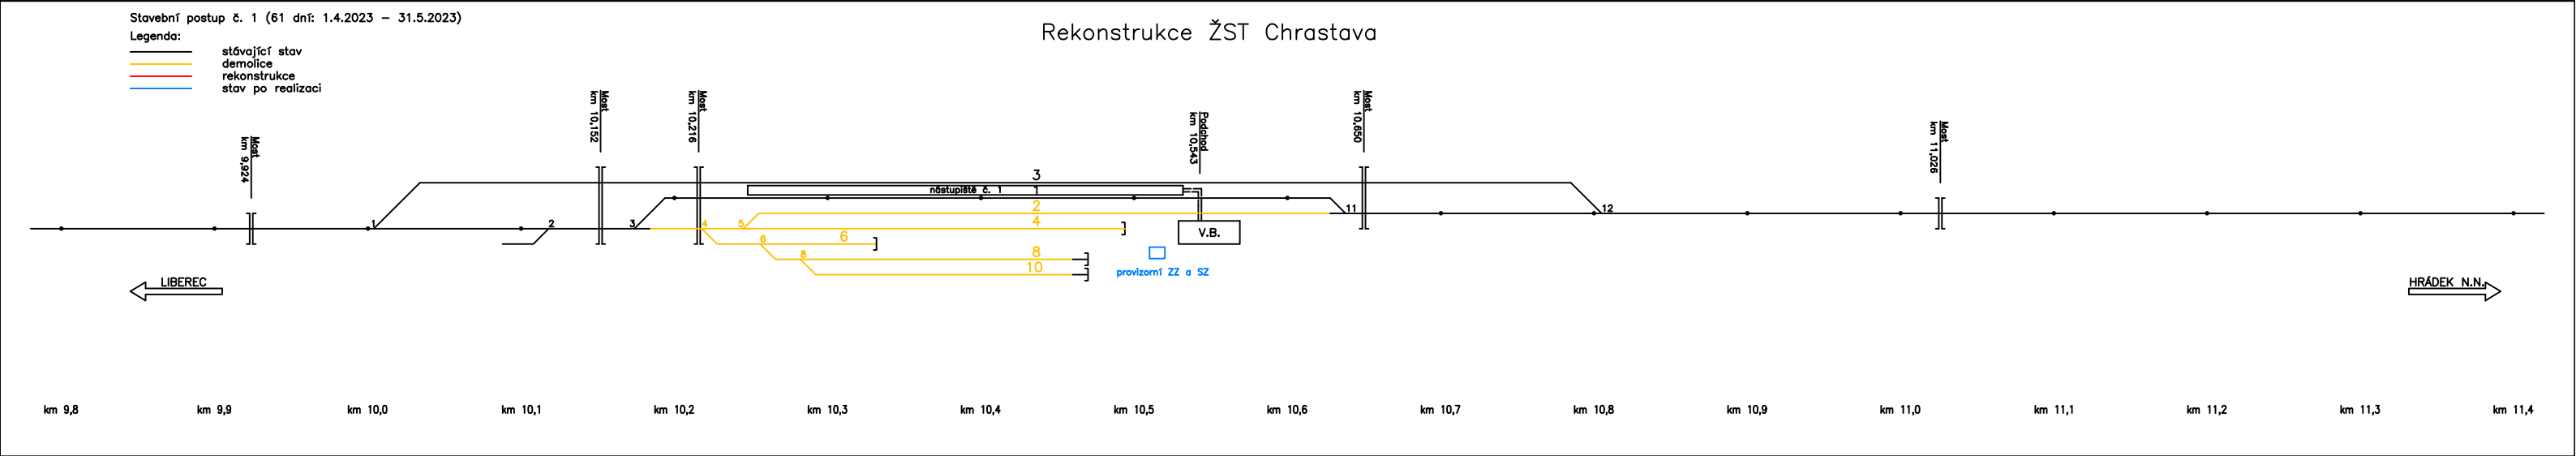 Stavební postup č. 1 (61 dní: 1.4.2023 – 31.5.2023)
Rekonstrukce ŽST Chrastava
Legenda:
stávající stav
demolice
rekonstrukce
stav po realizaci
Most
km 9,924
Most
km 10,152
Most
km 10,216
Podchod
km 10,543
Most
km 10,650
Most
km 11,026
3
nástupiště č. 1
1
2
4
6
8
10
1
2
3
4
5
6
8
11
12
V.B.
provizorní ZZ a SZ
LIBEREC
HRÁDEK N.N.
km 9,8
km 9,9
km 10,0
km 10,1
km 10,2
km 10,3
km 10,4
km 10,5
km 10,6
km 10,7
km 10,8
km 10,9
km 11,0
km 11,1
km 11,2
km 11,3
km 11,4